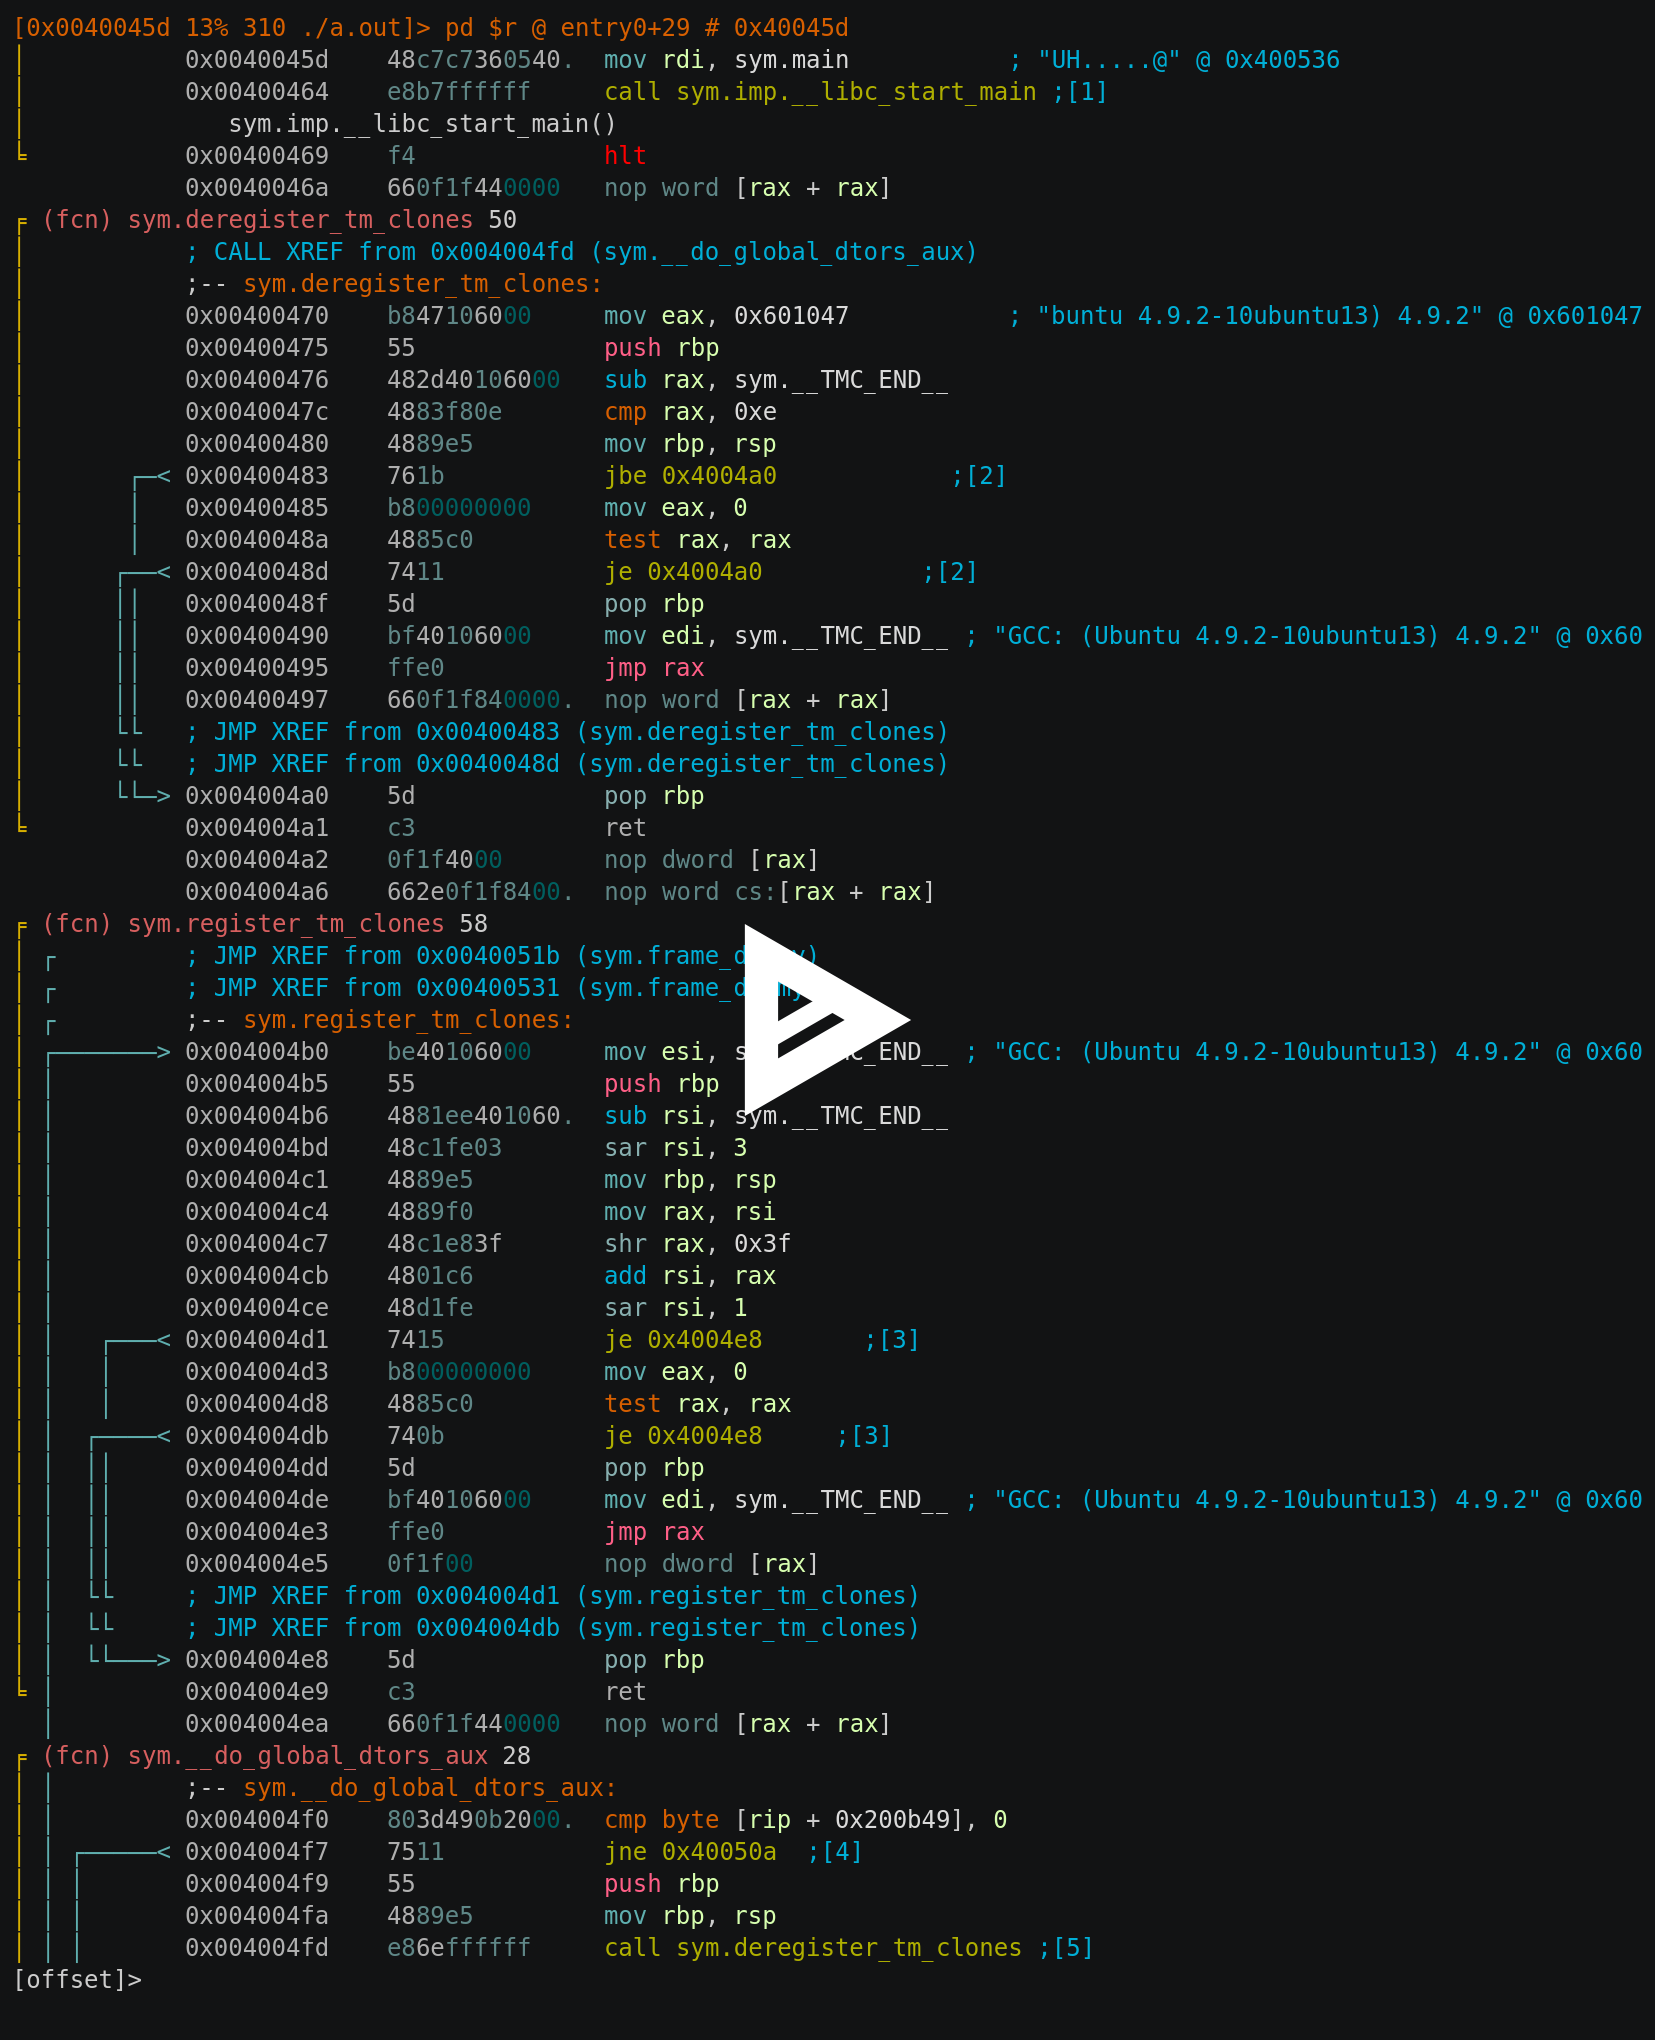 [0x0040045d 13% 310 ./a.out]> pd $r @ entry0+29 # 0x40045d
0x0040045d 48c7c7360540. mov rdi, sym.main ; "UH.....@" @ 0x400536
0x00400464 e8b7ffffff call sym.imp.__libc_start_main ;[1]
sym.imp.__libc_start_main()
0x00400469 f4 hlt
0x0040046a 660f1f440000 nop word [rax + rax]
(fcn) sym.deregister_tm_clones 50
; CALL XREF from 0x004004fd (sym.__do_global_dtors_aux)
;-- sym.deregister_tm_clones:
0x00400470 b847106000 mov eax, 0x601047 ; "buntu 4.9.2-10ubuntu13) 4.9.2" @ 0x601047
0x00400475 55 push rbp
0x00400476 482d40106000 sub rax, sym.__TMC_END__
0x0040047c 4883f80e cmp rax, 0xe
0x00400480 4889e5 mov rbp, rsp
< 0x00400483 761b jbe 0x4004a0 ;[2]
0x00400485 b800000000 mov eax, 0
0x0040048a 4885c0 test rax, rax
< 0x0040048d 7411 je 0x4004a0 ;[2]
0x0040048f 5d pop rbp
0x00400490 bf40106000 mov edi, sym.__TMC_END__ ; "GCC: (Ubuntu 4.9.2-10ubuntu13) 4.9.2" @ 0x60
0x00400495 ffe0 jmp rax
0x00400497 660f1f840000. nop word [rax + rax]
; JMP XREF from 0x00400483 (sym.deregister_tm_clones)
; JMP XREF from 0x0040048d (sym.deregister_tm_clones)
> 0x004004a0 5d pop rbp
0x004004a1 c3 ret
0x004004a2 0f1f4000 nop dword [rax]
0x004004a6 662e0f1f8400. nop word cs:[rax + rax]
(fcn) sym.register_tm_clones 58
; JMP XREF from 0x0040051b
; JMP XREF from 0x00400531
;-- sym.register_tm_clones:
> 0x004004b0 be40106000 mov esi, ; "GCC: (Ubuntu 4.9.2-10ubuntu13) 4.9.2" @ 0x60
0x004004b5 55 push rbp
0x004004b6 4881ee401060. sub rsi, sym.__TMC_END__
0x004004bd 48c1fe03 sar rsi, 3
0x004004c1 4889e5 mov rbp, rsp
0x004004c4 4889f0 mov rax, rsi
0x004004c7 48c1e83f shr rax, 0x3f
0x004004cb 4801c6 add rsi, rax
0x004004ce 48d1fe sar rsi, 1
< 0x004004d1 7415 je 0x4004e8 ;[3]
0x004004d3 b800000000 mov eax, 0
0x004004d8 4885c0 test rax, rax
< 0x004004db 740b je 0x4004e8 ;[3]
0x004004dd 5d pop rbp
0x004004de bf40106000 mov edi, sym.__TMC_END__ ; "GCC: (Ubuntu 4.9.2-10ubuntu13) 4.9.2" @ 0x60
0x004004e3 ffe0 jmp rax
0x004004e5 0f1f00 nop dword [rax]
; JMP XREF from 0x004004d1 (sym.register_tm_clones)
; JMP XREF from 0x004004db (sym.register_tm_clones)
> 0x004004e8 5d pop rbp
0x004004e9 c3 ret
0x004004ea 660f1f440000 nop word [rax + rax]
(fcn) sym.__do_global_dtors_aux 28
;-- sym.__do_global_dtors_aux:
0x004004f0 803d490b2000. cmp byte [rip + 0x200b49], 0
< 0x004004f7 7511 jne 0x40050a ;[4]
0x004004f9 55 push rbp
0x004004fa 4889e5 mov rbp, rsp
0x004004fd e86effffff call sym.deregister_tm_clones ;[5]
[offset]>